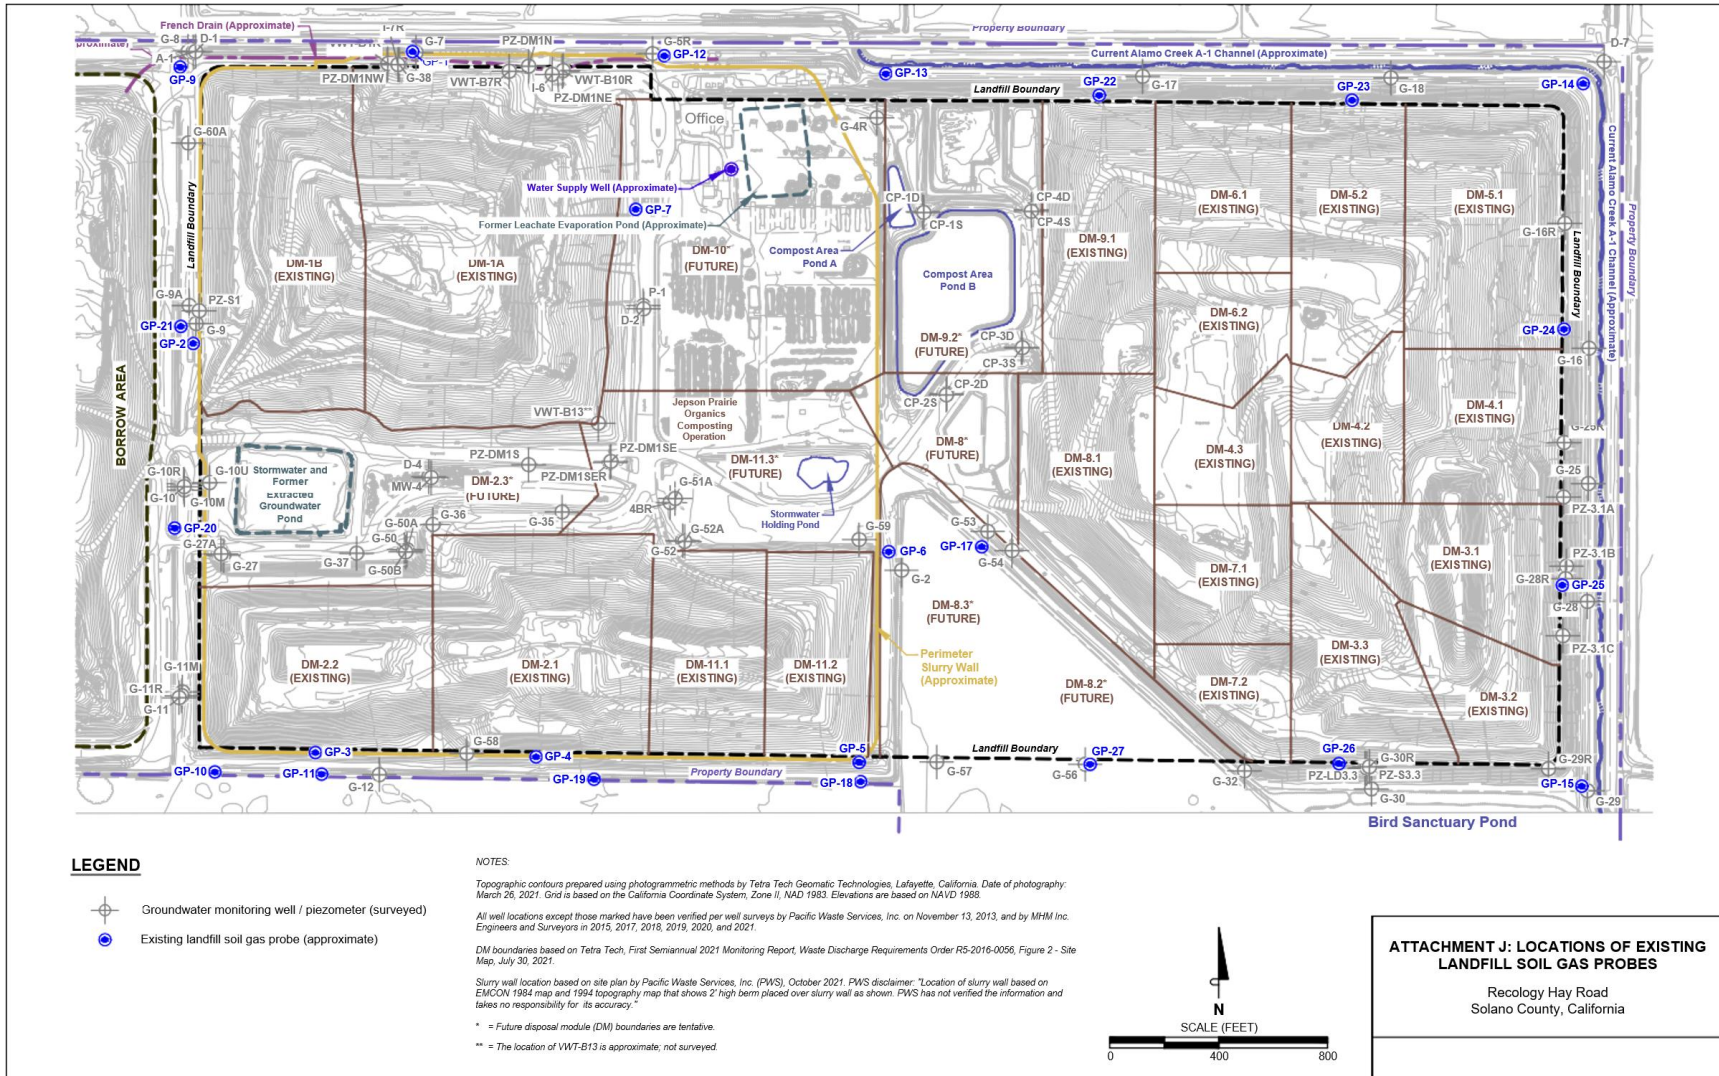 French Drain (Approximate)
I-7R
G-8
D-1
VWT-B1R
G-7
PZ-DM1N
G-5R
GP-12
Property Boundary
Current Alamo Creek A-1 Channel (Approximate)
D-7
A-1
GP-9
GP-1
PZ-DM1NW
G-38
VWT-B7R
I-6
VWT-B10R
PZ-DM1NE
GP-13
GP-22
G-17
GP-23
G-18
GP-14
Landfill Boundary
Office
G-4R
G-60A
Landfill Boundary
Water Supply Well (Approximate)
GP-7
Former Leachate Evaporation Pond (Approximate)
CP-1D
CP-1S
CP-4D
CP-4S
DM-6.1
(EXISTING)
DM-5.2
(EXISTING)
DM-5.1
(EXISTING)
Current Alamo Creek A-1 Channel (Approximate)
Property Boundary
G-16R
Landfill Boundary
DM-1B
(EXISTING)
DM-1A
(EXISTING)
DM-10*
(FUTURE)
Compost Area
Pond A
Compost Area
Pond B
DM-9.1
(EXISTING)
G-9A
PZ-S1
GP-21
G-9
GP-2
P-1
D-2
DM-9.2*
(FUTURE)
CP-3D
CP-3S
DM-6.2
(EXISTING)
GP-24
G-16
BORROW AREA
VWT-B13**
Jepson Prairie
Organics
Composting
Operation
CP-2D
CP-2S
DM-4.1
(EXISTING)
DM-4.2
(EXISTING)
G-25R
DM-8*
(FUTURE)
DM-8.1
(EXISTING)
DM-4.3
(EXISTING)
G-10R
G-10U
G-10
G-10M
Stormwater and
Former
Extracted
Groundwater
Pond
D-4
MW-4
PZ-DM1S
PZ-DM1SE
PZ-DM1SER
DM-2.3*
(FUTURE)
DM-11.3*
(FUTURE)
G-25
PZ-3.1A
GP-20
G-36
G-35
G-51A
4BR
Stormwater
Holding Pond
G-27A
G-27
G-37
G-50A
G-50
G-50B
G-52A
G-52
G-59
GP-6
G-2
G-53
GP-17
G-54
DM-7.1
(EXISTING)
DM-3.1
(EXISTING)
PZ-3.1B
G-28R
GP-25
G-28
DM-8.3*
(FUTURE)
PZ-3.1C
G-11M
G-11R
G-11
DM-2.2
(EXISTING)
DM-2.1
(EXISTING)
DM-11.1
(EXISTING)
DM-11.2
(EXISTING)
Perimeter
Slurry Wall
(Approximate)
DM-8.2*
(FUTURE)
DM-7.2
(EXISTING)
DM-3.3
(EXISTING)
DM-3.2
(EXISTING)
GP-3
G-58
GP-4
GP-5
Landfill Boundary
GP-10
GP-11
G-12
GP-19
Property Boundary
GP-18
G-57
G-56
GP-27
G-32
GP-26
PZ-LD3.3
G-30R
PZ-S3.3
G-30
G-29R
GP-15
G-29
Bird Sanctuary Pond
LEGEND
Groundwater monitoring well / piezometer (surveyed)
Existing landfill soil gas probe (approximate)
NOTES:
Topographic contours prepared using photogrammetric methods by Tetra Tech Geomatic Technologies, Lafayette, California. Date of photography:
March 26, 2021. Grid is based on the California Coordinate System, Zone II, NAD 1983. Elevations are based on NAVD 1988.
All well locations except those marked have been verified per well surveys by Pacific Waste Services, Inc. on November 13, 2013, and by MHM Inc.
Engineers and Surveyors in 2015, 2017, 2018, 2019, 2020, and 2021.
DM boundaries based on Tetra Tech, First Semiannual 2021 Monitoring Report, Waste Discharge Requirements Order R5-2016-0056, Figure 2 - Site
Map, July 30, 2021.
Slurry wall location based on site plan by Pacific Waste Services, Inc. (PWS), October 2021. PWS disclaimer: "Location of slurry wall based on
EMCON 1984 map and 1994 topography map that shows 2' high berm placed over slurry wall as shown. PWS has not verified the information and
takes no responsibility for its accuracy."
* = Future disposal module (DM) boundaries are tentative.
** = The location of VWT-B13 is approximate; not surveyed.
N
SCALE (FEET)
0 400 800
ATTACHMENT J: LOCATIONS OF EXISTING
LANDFILL SOIL GAS PROBES
Recology Hay Road
Solano County, California